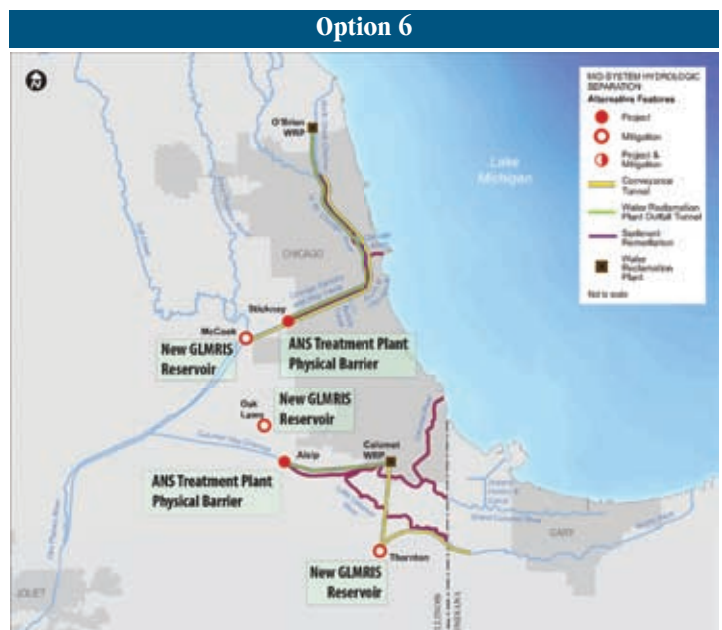 Option 6
MID-SYSTEM HYDROLOGIC
SEPARATION
Alternative Features
Project
Mitigation
Project &
Mitigation
Conveyance
Tunnel
Water Reclamation
Plant Outfall Tunnel
Sediment
Remediation
Water
Reclamation
Plant
Not to scale
O'Brien
WRP
Lake
Michigan
CHICAGO
Stickney
McCook
New GLMRIS
Reservoir
ANS Treatment Plant
Physical Barrier
Oak
Lawn
New GLMRIS
Reservoir
Alsip
Calumet
WRP
ANS Treatment Plant
Physical Barrier
Thornton
New GLMRIS
Reservoir
GARY
JOLIET
ILLINOIS
INDIANA